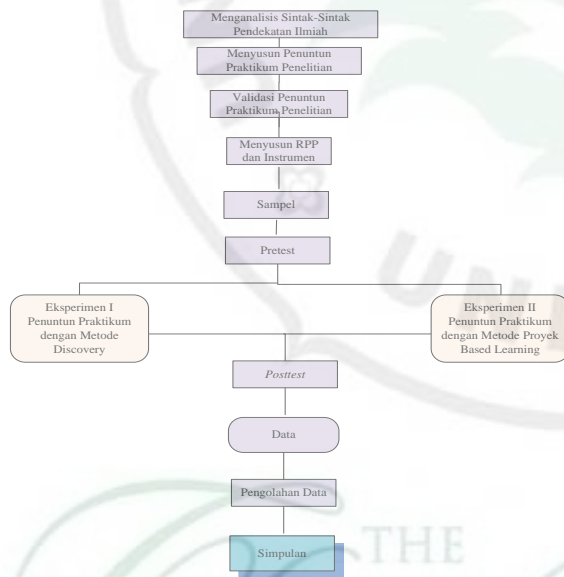 Menganalisis Sintak-Sintak
Pendekatan Ilmiah
Menyusun Penuntun
Praktikum Penelitian
Validasi Penuntun
Praktikum Penelitian
Menyusun RPP
dan Instrumen
Sampel
Pretest
Eksperimen I
Penuntun Praktikum
dengan Metode
Discovery
Eksperimen II
Penuntun Praktikum
dengan Metode Proyek
Based Learning
Posttest
Data
Pengolahan Data
Simpulan
THE